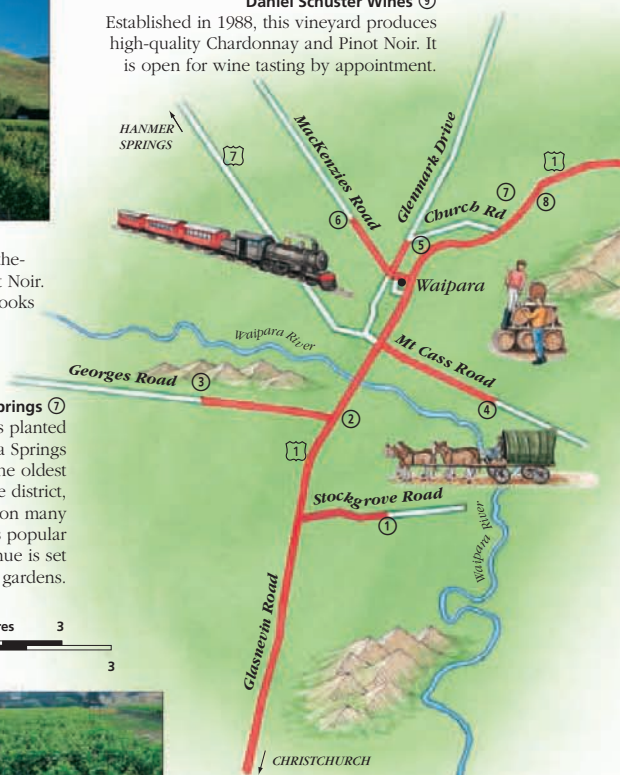 Daniel Schuster Wines ⑨
Established in 1988, this vineyard produces
high-quality Chardonnay and Pinot Noir. It
is open for wine tasting by appointment.
HANMER
SPRINGS
7
MacKenzies Road
Glenmark Drive
Church Rd
1
⑦
⑧
⑥
⑤
Waipara
the-
Noir.
ooks
Waipara River
Mt Cass Road
Georges Road
③
④
②
1
prings ⑦
s planted
a Springs
ne oldest
e district,
on many
s popular
nue is set
gardens.
Stockgrove Road
①
Waipara River
Glasnevin Road
res 3
3
CHRISTCHURCH